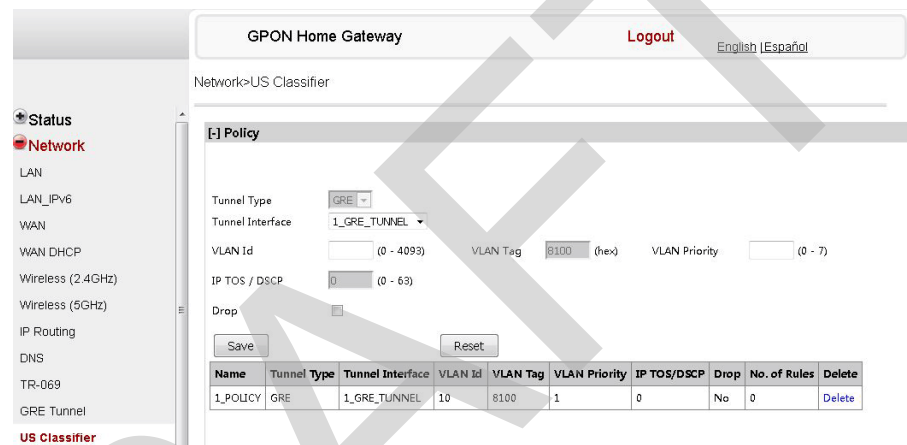 GPON Home Gateway
Logout
English | Español
Network>US Classifier
Status
Network
LAN
LAN_IPv6
WAN
WAN DHCP
Wireless (2.4GHz)
Wireless (5GHz)
IP Routing
DNS
TR-069
GRE Tunnel
US Classifier
[-] Policy
Tunnel Type GRE
Tunnel Interface 1_GRE_TUNNEL
VLAN Id (0 - 4093) VLAN Tag 8100 (hex) VLAN Priority (0 - 7)
IP TOS / DSCP 0 (0 - 63)
Drop
Save Reset
Name Tunnel Type Tunnel Interface VLAN Id VLAN Tag VLAN Priority IP TOS/DSCP Drop No. of Rules Delete
1_POLICY GRE 1_GRE_TUNNEL 10 8100 1 0 No 0 Delete